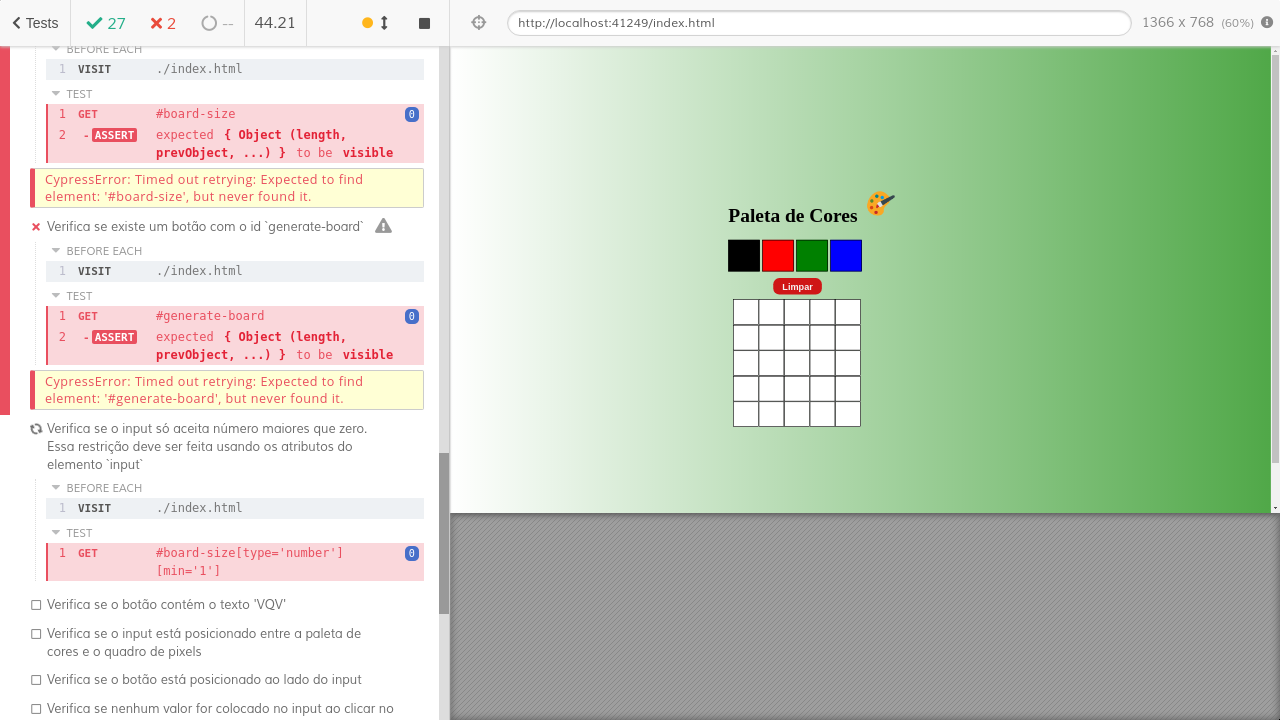 Tests
27
2
--
44.21
http://localhost:41249/index.html
1366 x 768 (60%)
BEFORE EACH
1 VISIT ./index.html
TEST
1 GET #board-size 0
2 -ASSERT expected { Object (length,
prevObject, ...) } to be visible
CypressError: Timed out retrying: Expected to find
element: '#board-size', but never found it.
Verifica se existe um botão com o id `generate-board`
BEFORE EACH
1 VISIT ./index.html
TEST
1 GET #generate-board 0
2 -ASSERT expected { Object (length,
prevObject, ...) } to be visible
CypressError: Timed out retrying: Expected to find
element: '#generate-board', but never found it.
Verifica se o input só aceita número maiores que zero.
Essa restrição deve ser feita usando os atributos do
elemento `input`
BEFORE EACH
1 VISIT ./index.html
TEST
1 GET #board-size[type='number'] 0
[min='1']
Verifica se o botão contém o texto 'VQV'
Verifica se o input está posicionado entre a paleta de
cores e o quadro de pixels
Verifica se o botão está posicionado ao lado do input
Verifica se nenhum valor for colocado no input ao clicar no
Paleta de Cores
Limpar